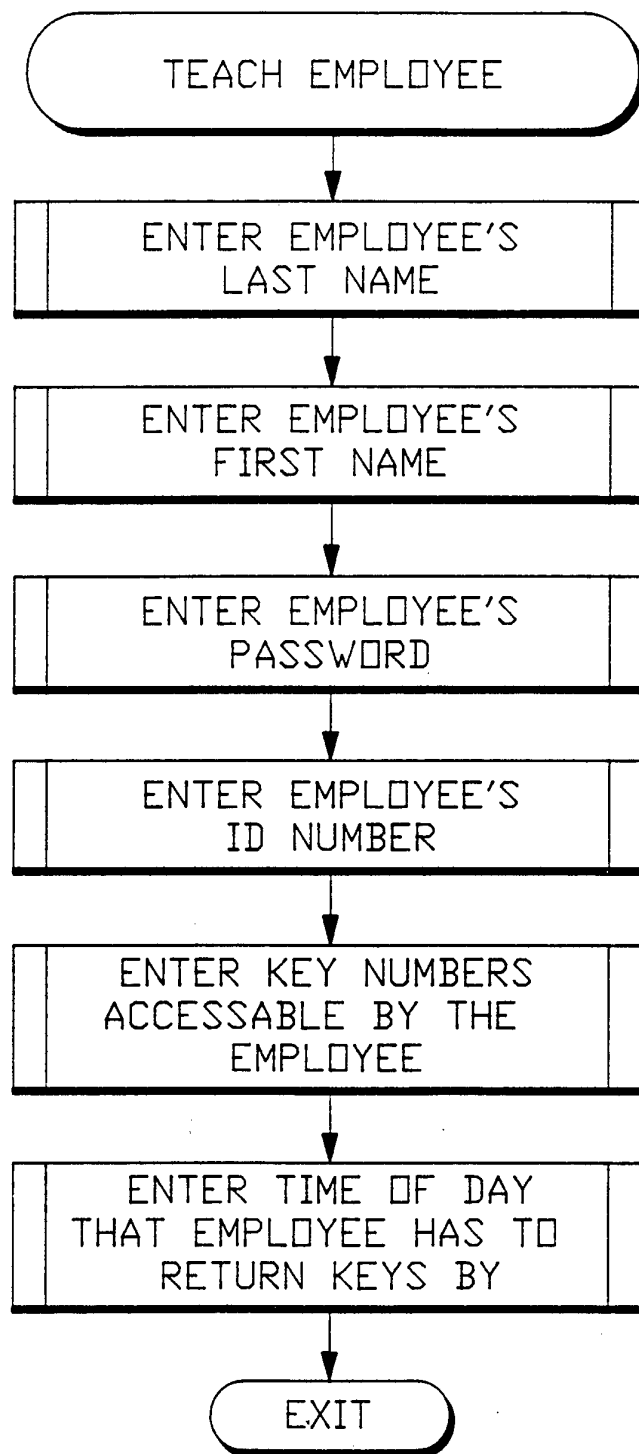 TEACH EMPLOYEE
ENTER EMPLOYEE'S
LAST NAME
ENTER EMPLOYEE'S
FIRST NAME
ENTER EMPLOYEE'S
PASSWORD
ENTER EMPLOYEE'S
ID NUMBER
ENTER KEY NUMBERS
ACCESSABLE BY THE
EMPLOYEE
ENTER TIME OF DAY
THAT EMPLOYEE HAS TO
RETURN KEYS BY
EXIT